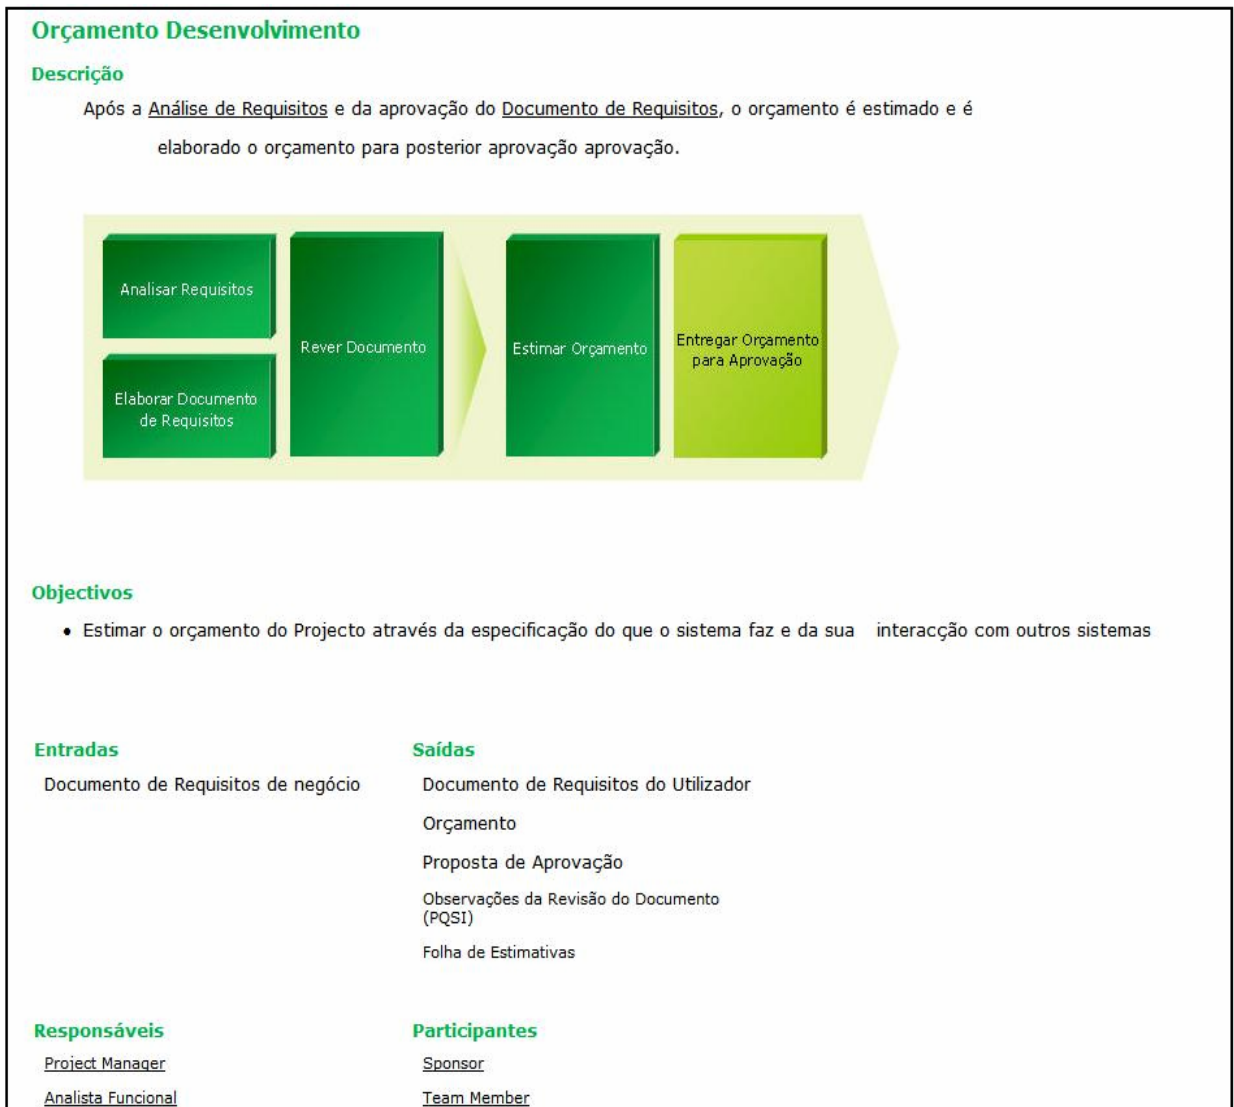 Orçamento Desenvolvimento
Descrição
Após a Análise de Requisitos e da aprovação do Documento de Requisitos, o orçamento é estimado e é
elaborado o orçamento para posterior aprovação aprovação.
Analisar Requisitos
Elaborar Documento
de Requisitos
Rever Documento
Estimar Orçamento
Entregar Orçamento
para Aprovação
Objectivos
• Estimar o orçamento do Projecto através da especificação do que o sistema faz e da sua interacção com outros sistemas
Entradas
Documento de Requisitos de negócio
Saídas
Documento de Requisitos do Utilizador
Orçamento
Proposta de Aprovação
Observações da Revisão do Documento
(PQSI)
Folha de Estimativas
Responsáveis
Project Manager
Analista Funcional
Participantes
Sponsor
Team Member